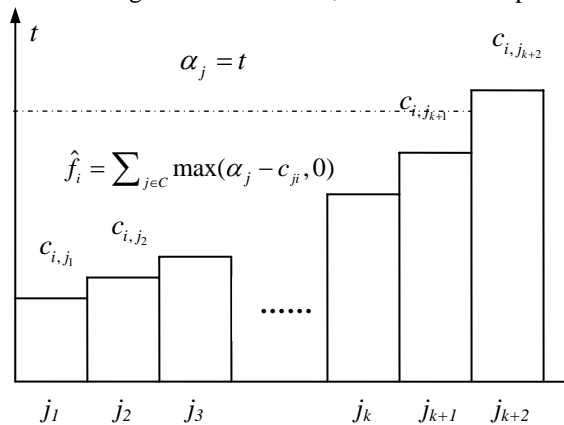 t
α_j = t
c_{i,j_{k+2}}
c_{i,j_{k+1}}
f̂_i = ∑_{j∈C} max(α_j − c_{ji}, 0)
c_{i,j_1} c_{i,j_2}
......
j_1 j_2 j_3 j_k j_{k+1} j_{k+2}